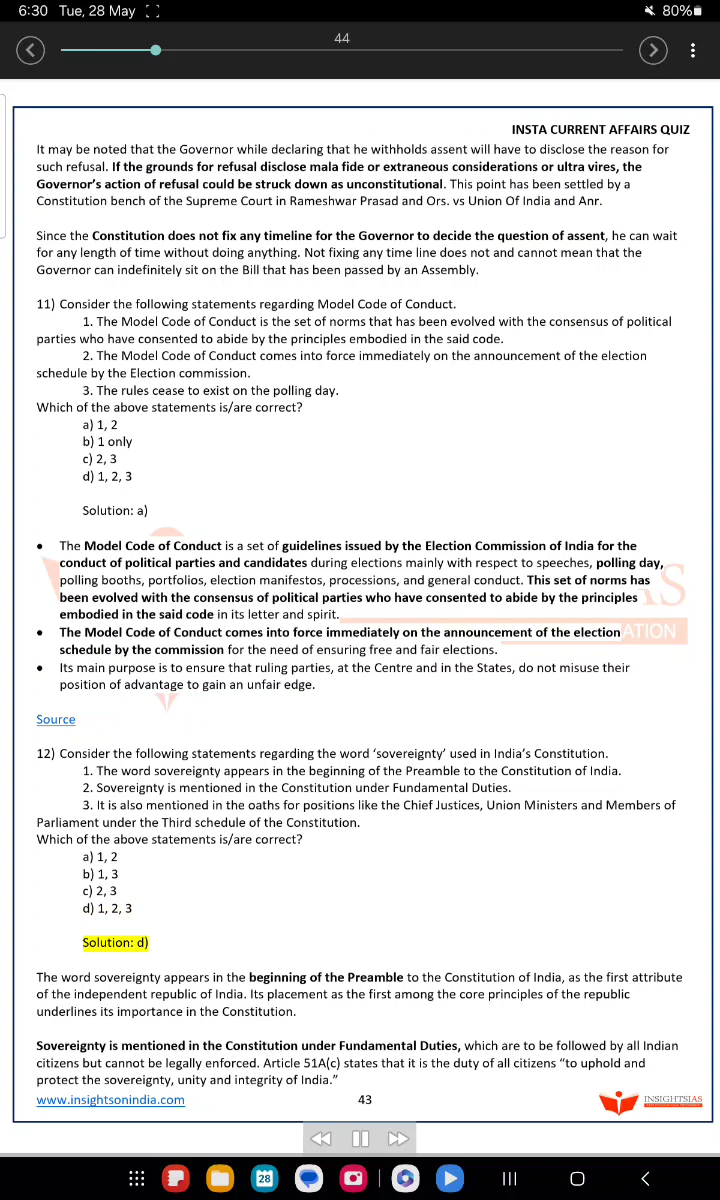 6:30 Tue, 28 May
80%
44
INSTA CURRENT AFFAIRS QUIZ
It may be noted that the Governor while declaring that he withholds assent will have to disclose the reason for
such refusal. If the grounds for refusal disclose mala fide or extraneous considerations or ultra vires, the
Governor's action of refusal could be struck down as unconstitutional. This point has been settled by a
Constitution bench of the Supreme Court in Rameshwar Prasad and Ors. vs Union Of India and Anr.
Since the Constitution does not fix any timeline for the Governor to decide the question of assent, he can wait
for any length of time without doing anything. Not fixing any time line does not and cannot mean that the
Governor can indefinitely sit on the Bill that has been passed by an Assembly.
11) Consider the following statements regarding Model Code of Conduct.
1. The Model Code of Conduct is the set of norms that has been evolved with the consensus of political
parties who have consented to abide by the principles embodied in the said code.
2. The Model Code of Conduct comes into force immediately on the announcement of the election
schedule by the Election commission.
3. The rules cease to exist on the polling day.
Which of the above statements is/are correct?
a) 1, 2
b) 1 only
c) 2, 3
d) 1, 2, 3
Solution: a)
• The Model Code of Conduct is a set of guidelines issued by the Election Commission of India for the
conduct of political parties and candidates during elections mainly with respect to speeches, polling day,
polling booths, portfolios, election manifestos, processions, and general conduct. This set of norms has
been evolved with the consensus of political parties who have consented to abide by the principles
embodied in the said code in its letter and spirit.
• The Model Code of Conduct comes into force immediately on the announcement of the election
schedule by the commission for the need of ensuring free and fair elections.
• Its main purpose is to ensure that ruling parties, at the Centre and in the States, do not misuse their
position of advantage to gain an unfair edge.
Source
12) Consider the following statements regarding the word 'sovereignty' used in India's Constitution.
1. The word sovereignty appears in the beginning of the Preamble to the Constitution of India.
2. Sovereignty is mentioned in the Constitution under Fundamental Duties.
3. It is also mentioned in the oaths for positions like the Chief Justices, Union Ministers and Members of
Parliament under the Third schedule of the Constitution.
Which of the above statements is/are correct?
a) 1, 2
b) 1, 3
c) 2, 3
d) 1, 2, 3
Solution: d)
The word sovereignty appears in the beginning of the Preamble to the Constitution of India, as the first attribute
of the independent republic of India. Its placement as the first among the core principles of the republic
underlines its importance in the Constitution.
Sovereignty is mentioned in the Constitution under Fundamental Duties, which are to be followed by all Indian
citizens but cannot be legally enforced. Article 51A(c) states that it is the duty of all citizens "to uphold and
protect the sovereignty, unity and integrity of India."
www.insightsonindia.com
43
INSIGHTSIAS
28